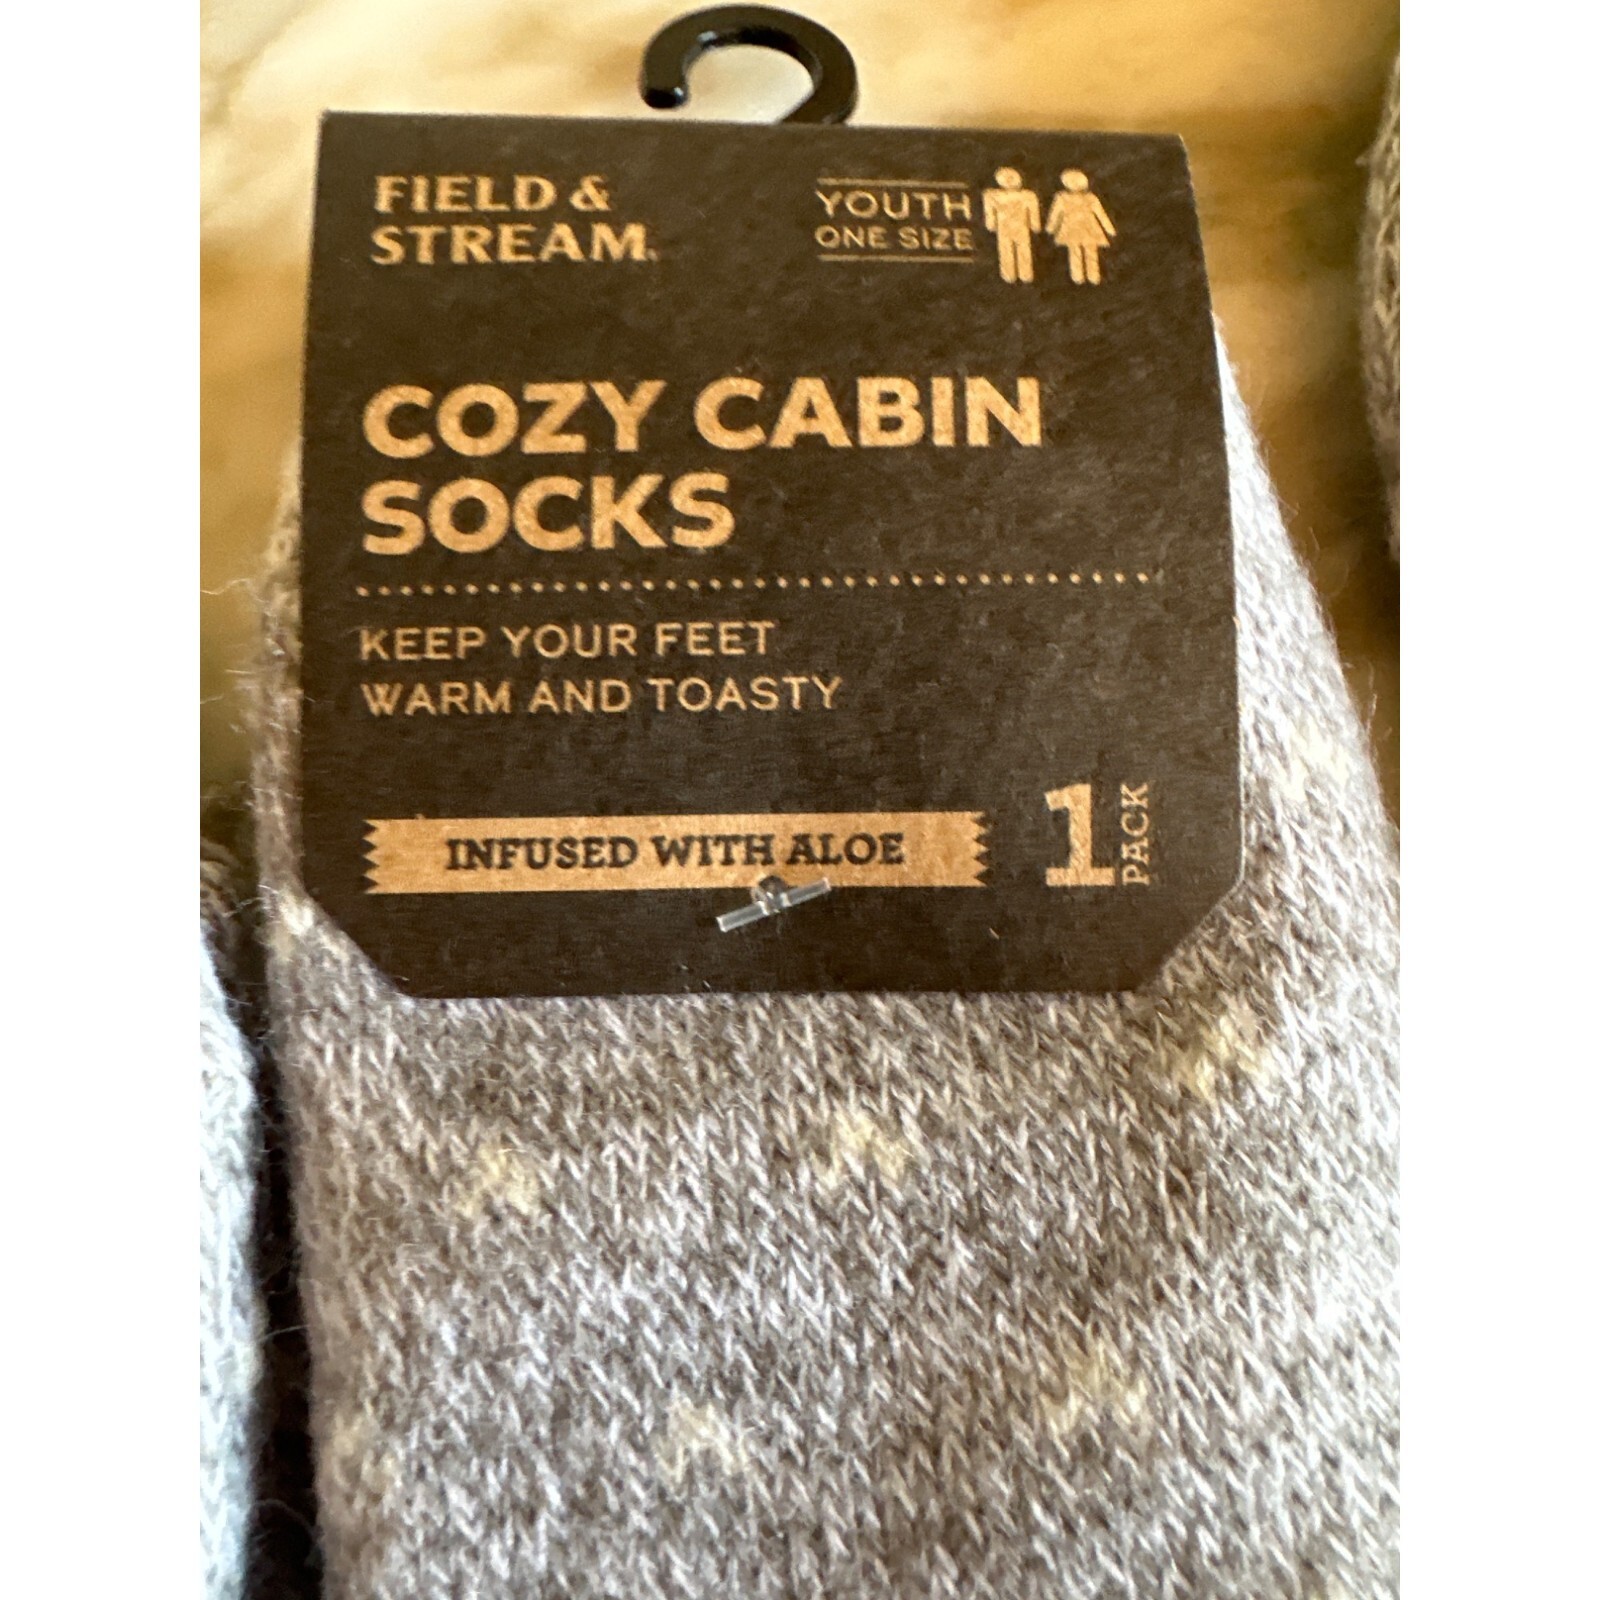 FIELD &
STREAM.
YOUTH
ONE SIZE
COZY CABIN
SOCKS
KEEP YOUR FEET
WARM AND TOASTY
INFUSED WITH ALOE
1
PACK